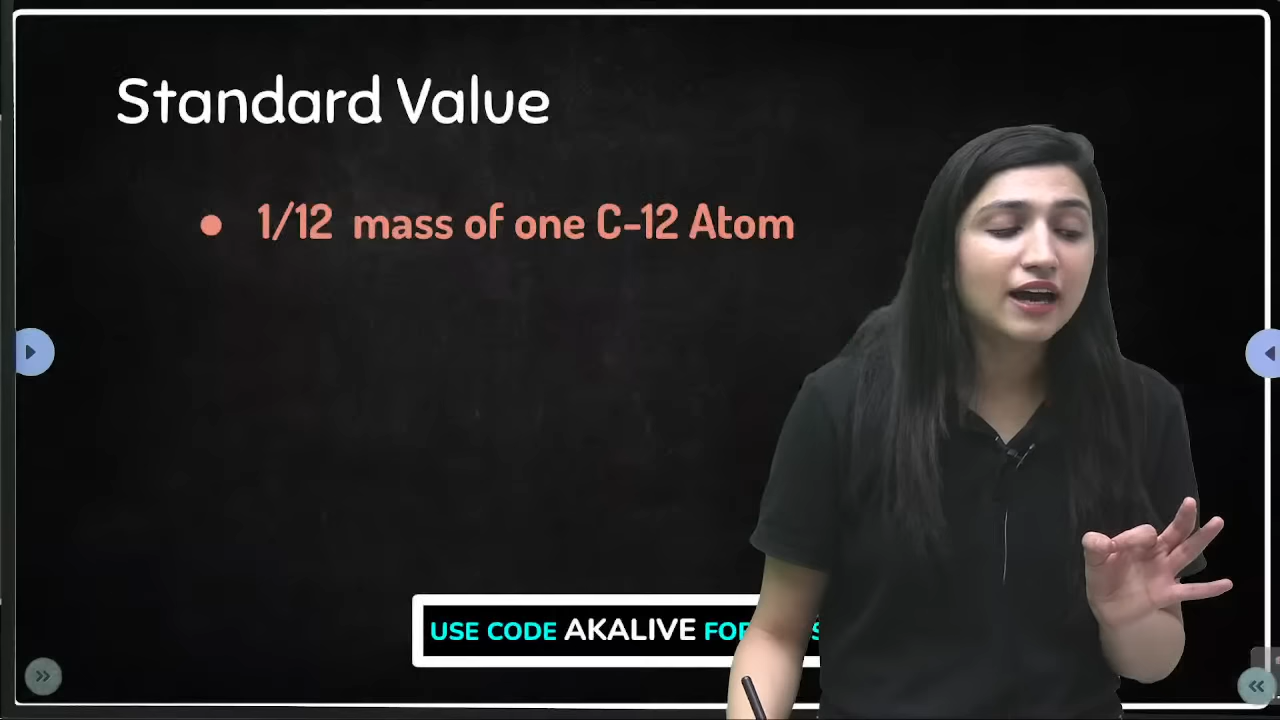 Standard Value
• 1/12 mass of one C-12 Atom
USE CODE AKALIVE